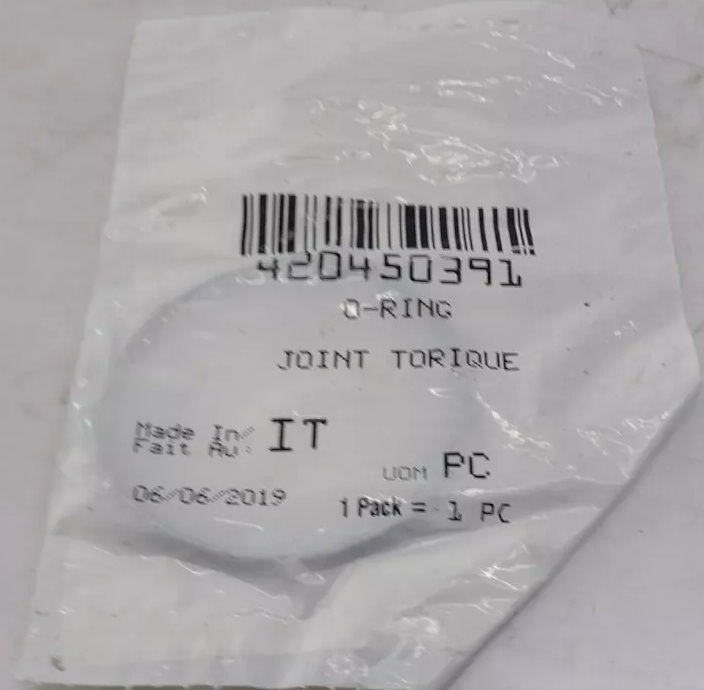 420450391
O-RING
JOINT TORIQUE
Made In/
Fait Au:
IT
UOM PC
06/06/2019
1 Pack = 1 PC